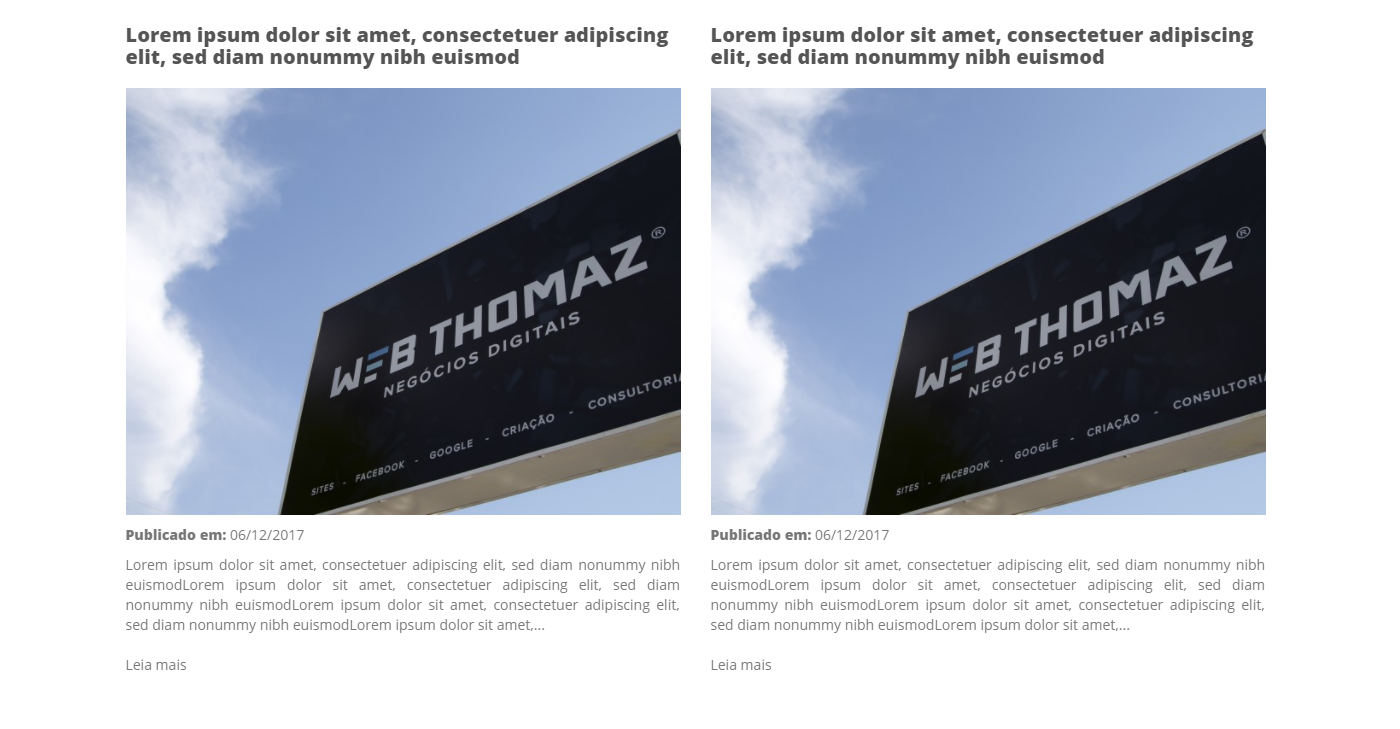 Lorem ipsum dolor sit amet, consectetuer adipiscing
elit, sed diam nonummy nibh euismod
WEB THOMAZ ®
NEGÓCIOS DIGITAIS
SITES - FACEBOOK - GOOGLE - CRIAÇÃO - CONSULTORIA
Publicado em: 06/12/2017
Lorem ipsum dolor sit amet, consectetuer adipiscing elit, sed diam nonummy nibh
euismodLorem ipsum dolor sit amet, consectetuer adipiscing elit, sed diam
nonummy nibh euismodLorem ipsum dolor sit amet, consectetuer adipiscing elit,
sed diam nonummy nibh euismodLorem ipsum dolor sit amet,...
Leia mais
Lorem ipsum dolor sit amet, consectetuer adipiscing
elit, sed diam nonummy nibh euismod
WEB THOMAZ ®
NEGÓCIOS DIGITAIS
SITES - FACEBOOK - GOOGLE - CRIAÇÃO - CONSULTORIA
Publicado em: 06/12/2017
Lorem ipsum dolor sit amet, consectetuer adipiscing elit, sed diam nonummy nibh
euismodLorem ipsum dolor sit amet, consectetuer adipiscing elit, sed diam
nonummy nibh euismodLorem ipsum dolor sit amet, consectetuer adipiscing elit,
sed diam nonummy nibh euismodLorem ipsum dolor sit amet,...
Leia mais